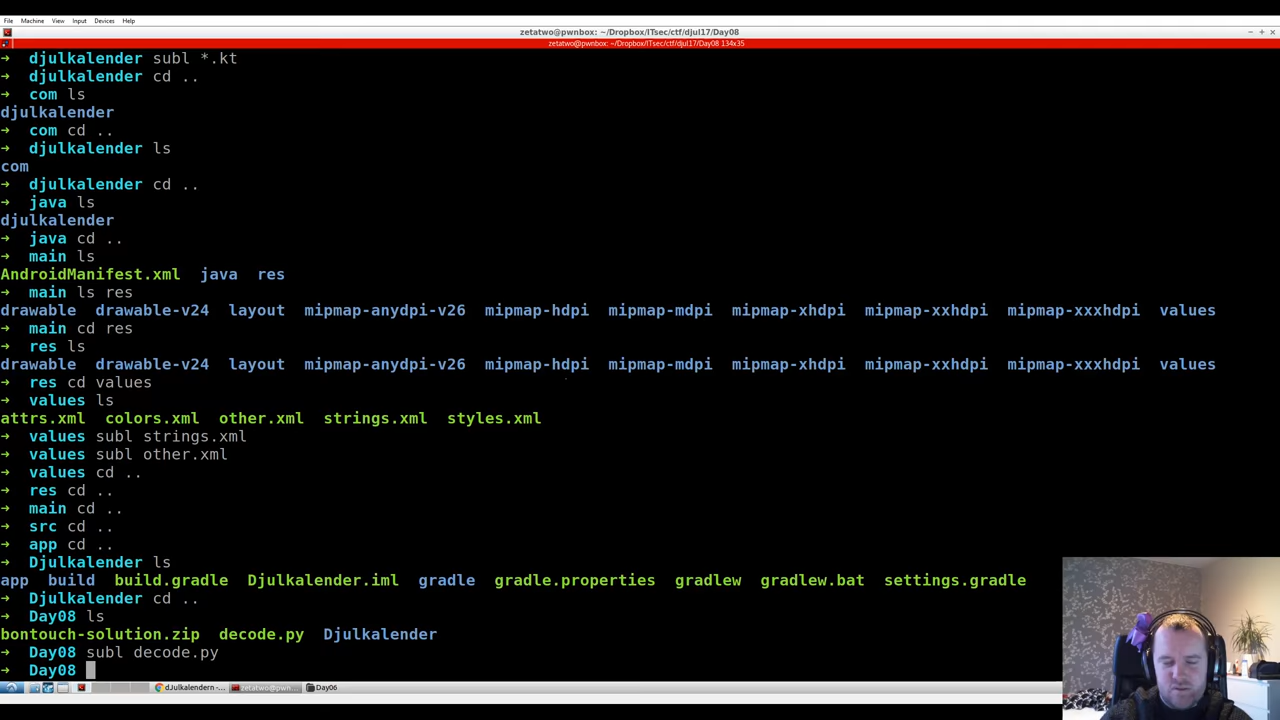 File Machine View Input Devices Help
zetatwo@pwnbox: ~/Dropbox/ITsec/ctf/djul17/Day08
zetatwo@pwnbox: ~/Dropbox/ITsec/ctf/djul17/Day08 134x35
➜ djulkalender subl *.kt
➜ djulkalender cd ..
➜ com ls
djulkalender
➜ com cd ..
➜ djulkalender ls
com
➜ djulkalender cd ..
➜ java ls
djulkalender
➜ java cd ..
➜ main ls
AndroidManifest.xml java res
➜ main ls res
drawable drawable-v24 layout mipmap-anydpi-v26 mipmap-hdpi mipmap-mdpi mipmap-xhdpi mipmap-xxhdpi mipmap-xxxhdpi values
➜ main cd res
➜ res ls
drawable drawable-v24 layout mipmap-anydpi-v26 mipmap-hdpi mipmap-mdpi mipmap-xhdpi mipmap-xxhdpi mipmap-xxxhdpi values
➜ res cd values
➜ values ls
attrs.xml colors.xml other.xml strings.xml styles.xml
➜ values subl strings.xml
➜ values subl other.xml
➜ values cd ..
➜ res cd ..
➜ main cd ..
➜ src cd ..
➜ app cd ..
➜ Djulkalender ls
app build build.gradle Djulkalender.iml gradle gradle.properties gradlew gradlew.bat settings.gradle
➜ Djulkalender cd ..
➜ Day08 ls
bontouch-solution.zip decode.py Djulkalender
➜ Day08 subl decode.py
➜ Day08
dJulkalendern -... zetatwo@pwn... Day06